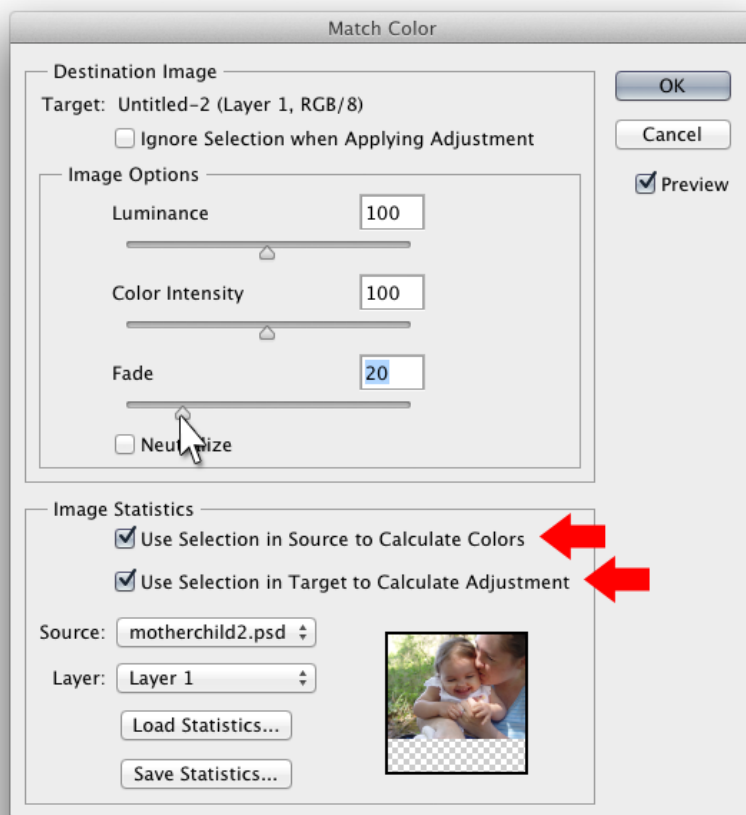 Match Color
Destination Image
Target: Untitled-2 (Layer 1, RGB/8)
Ignore Selection when Applying Adjustment
Image Options
Luminance 100
Color Intensity 100
Fade 20
Neutralize
Image Statistics
Use Selection in Source to Calculate Colors
Use Selection in Target to Calculate Adjustment
Source: motherchild2.psd
Layer: Layer 1
Load Statistics...
Save Statistics...
OK
Cancel
Preview